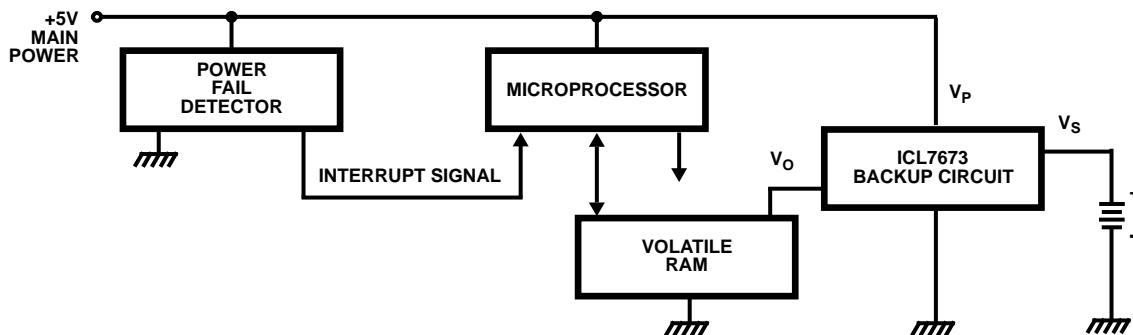 +5V
MAIN
POWER
POWER
FAIL
DETECTOR
MICROPROCESSOR
V_P
V_S
ICL7673
BACKUP CIRCUIT
V_O
INTERRUPT SIGNAL
VOLATILE
RAM